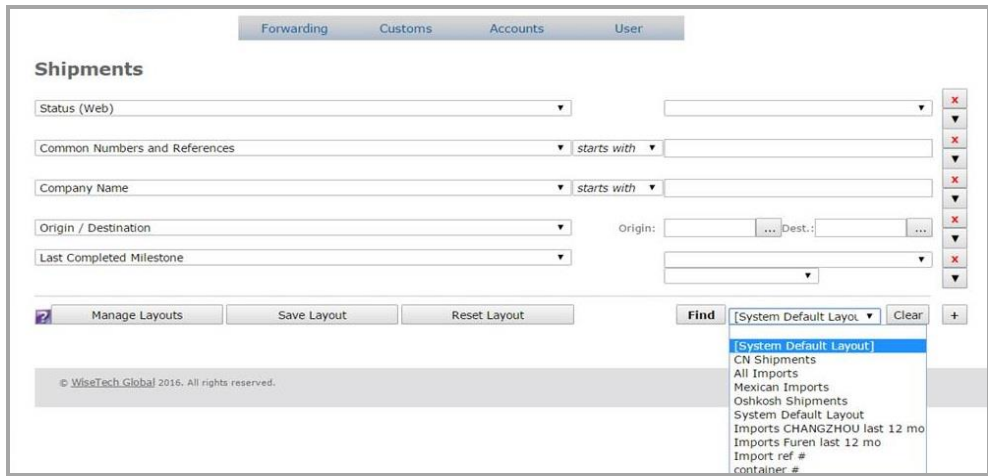 Forwarding Customs Accounts User
Shipments
Status (Web)
x
Common Numbers and References starts with
x
Company Name starts with
x
Origin / Destination Origin: ... Dest.: ...
x
Last Completed Milestone
x
? Manage Layouts Save Layout Reset Layout Find [System Default Layou Clear +
[System Default Layout]
CN Shipments
All Imports
Mexican Imports
Oshkosh Shipments
System Default Layout
Imports CHANGZHOU last 12 mo
Imports Furen last 12 mo
Import ref #
container #
© WiseTech Global 2016. All rights reserved.